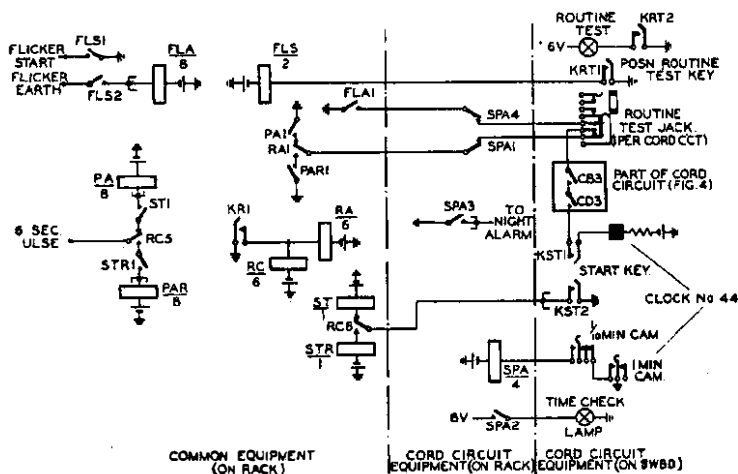 ROUTINE
TEST
6V
KRT2
FLS1
FLICKER
START
FLICKER
EARTH
FLS2
FLA
8
FLS
2
KRT1
POSN ROUTINE
TEST KEY
FLA1
SPA4
ROUTINE
TEST JACK.
(PER CORD CCT)
PA1
RA1
PAR1
SPA1
PA
8
ST1
6 SEC.
ULSE
RC5
STR1
PAR
8
KR1
RA
6
RC
6
SPA3
TO
NIGHT
ALARM
CB3
CD3
PART OF CORD
CIRCUIT (FIG. 4)
KST1
START KEY
CLOCK No 44
ST
1
RC6
STR
1
KST2
1/10 MIN CAM
1 MIN
CAM.
SPA
4
8V
SPA2
TIME CHECK
LAMP
COMMON EQUIPMENT
(ON RACK)
CORD CIRCUIT
EQUIPMENT (ON RACK)
CORD CIRCUIT
EQUIPMENT (ON SWBD)